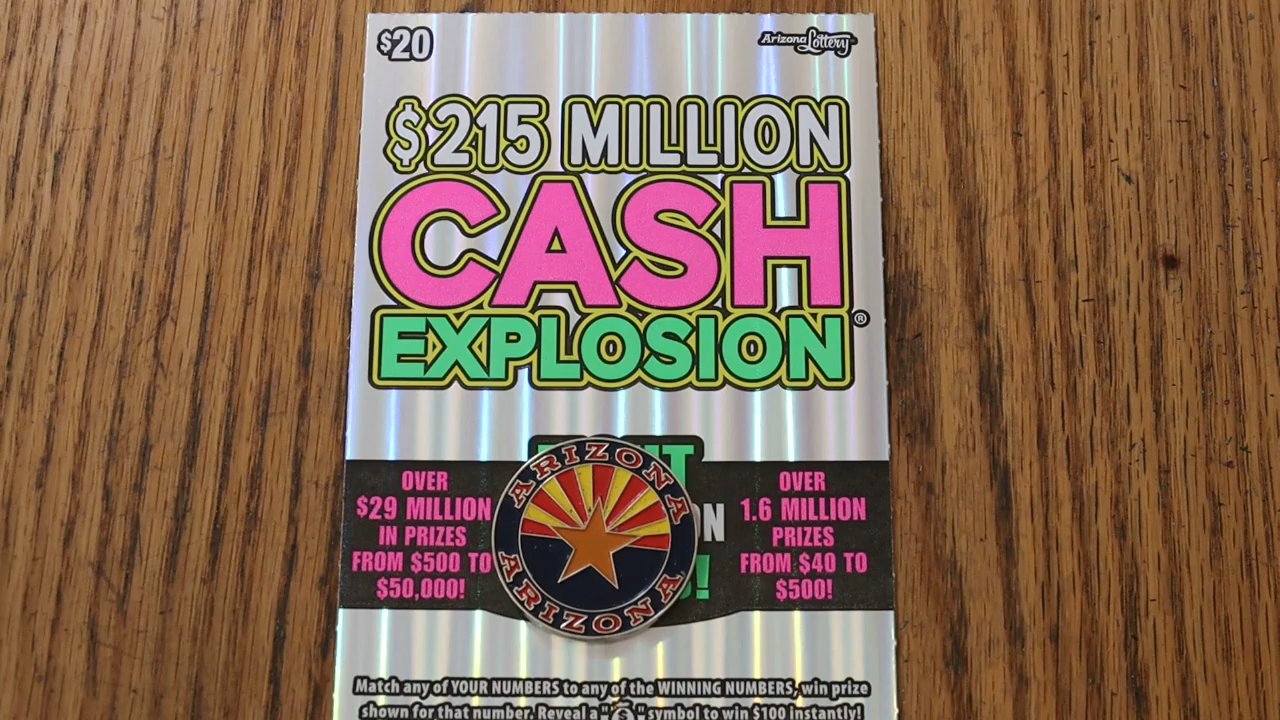 $20
Arizona Lottery™
$215 MILLION
CASH
EXPLOSION®
OVER
$29 MILLION
IN PRIZES
FROM $500 TO
$50,000!
ARIZONA
ARIZONA
OVER
1.6 MILLION
PRIZES
FROM $40 TO
$500!
Match any of YOUR NUMBERS to any of the WINNING NUMBERS, win prize
shown for that number. Reveal a " $ " symbol to win $100 instantly!